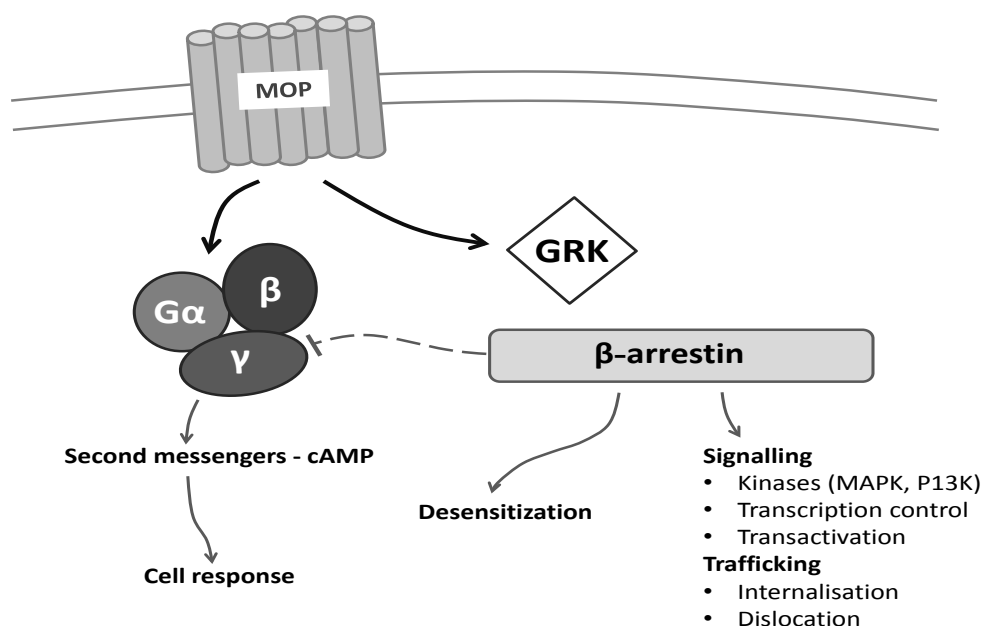 MOP
GRK
Gα
β
γ
β-arrestin
Second messengers - cAMP
Cell response
Desensitization
Signalling
• Kinases (MAPK, P13K)
• Transcription control
• Transactivation
Trafficking
• Internalisation
• Dislocation